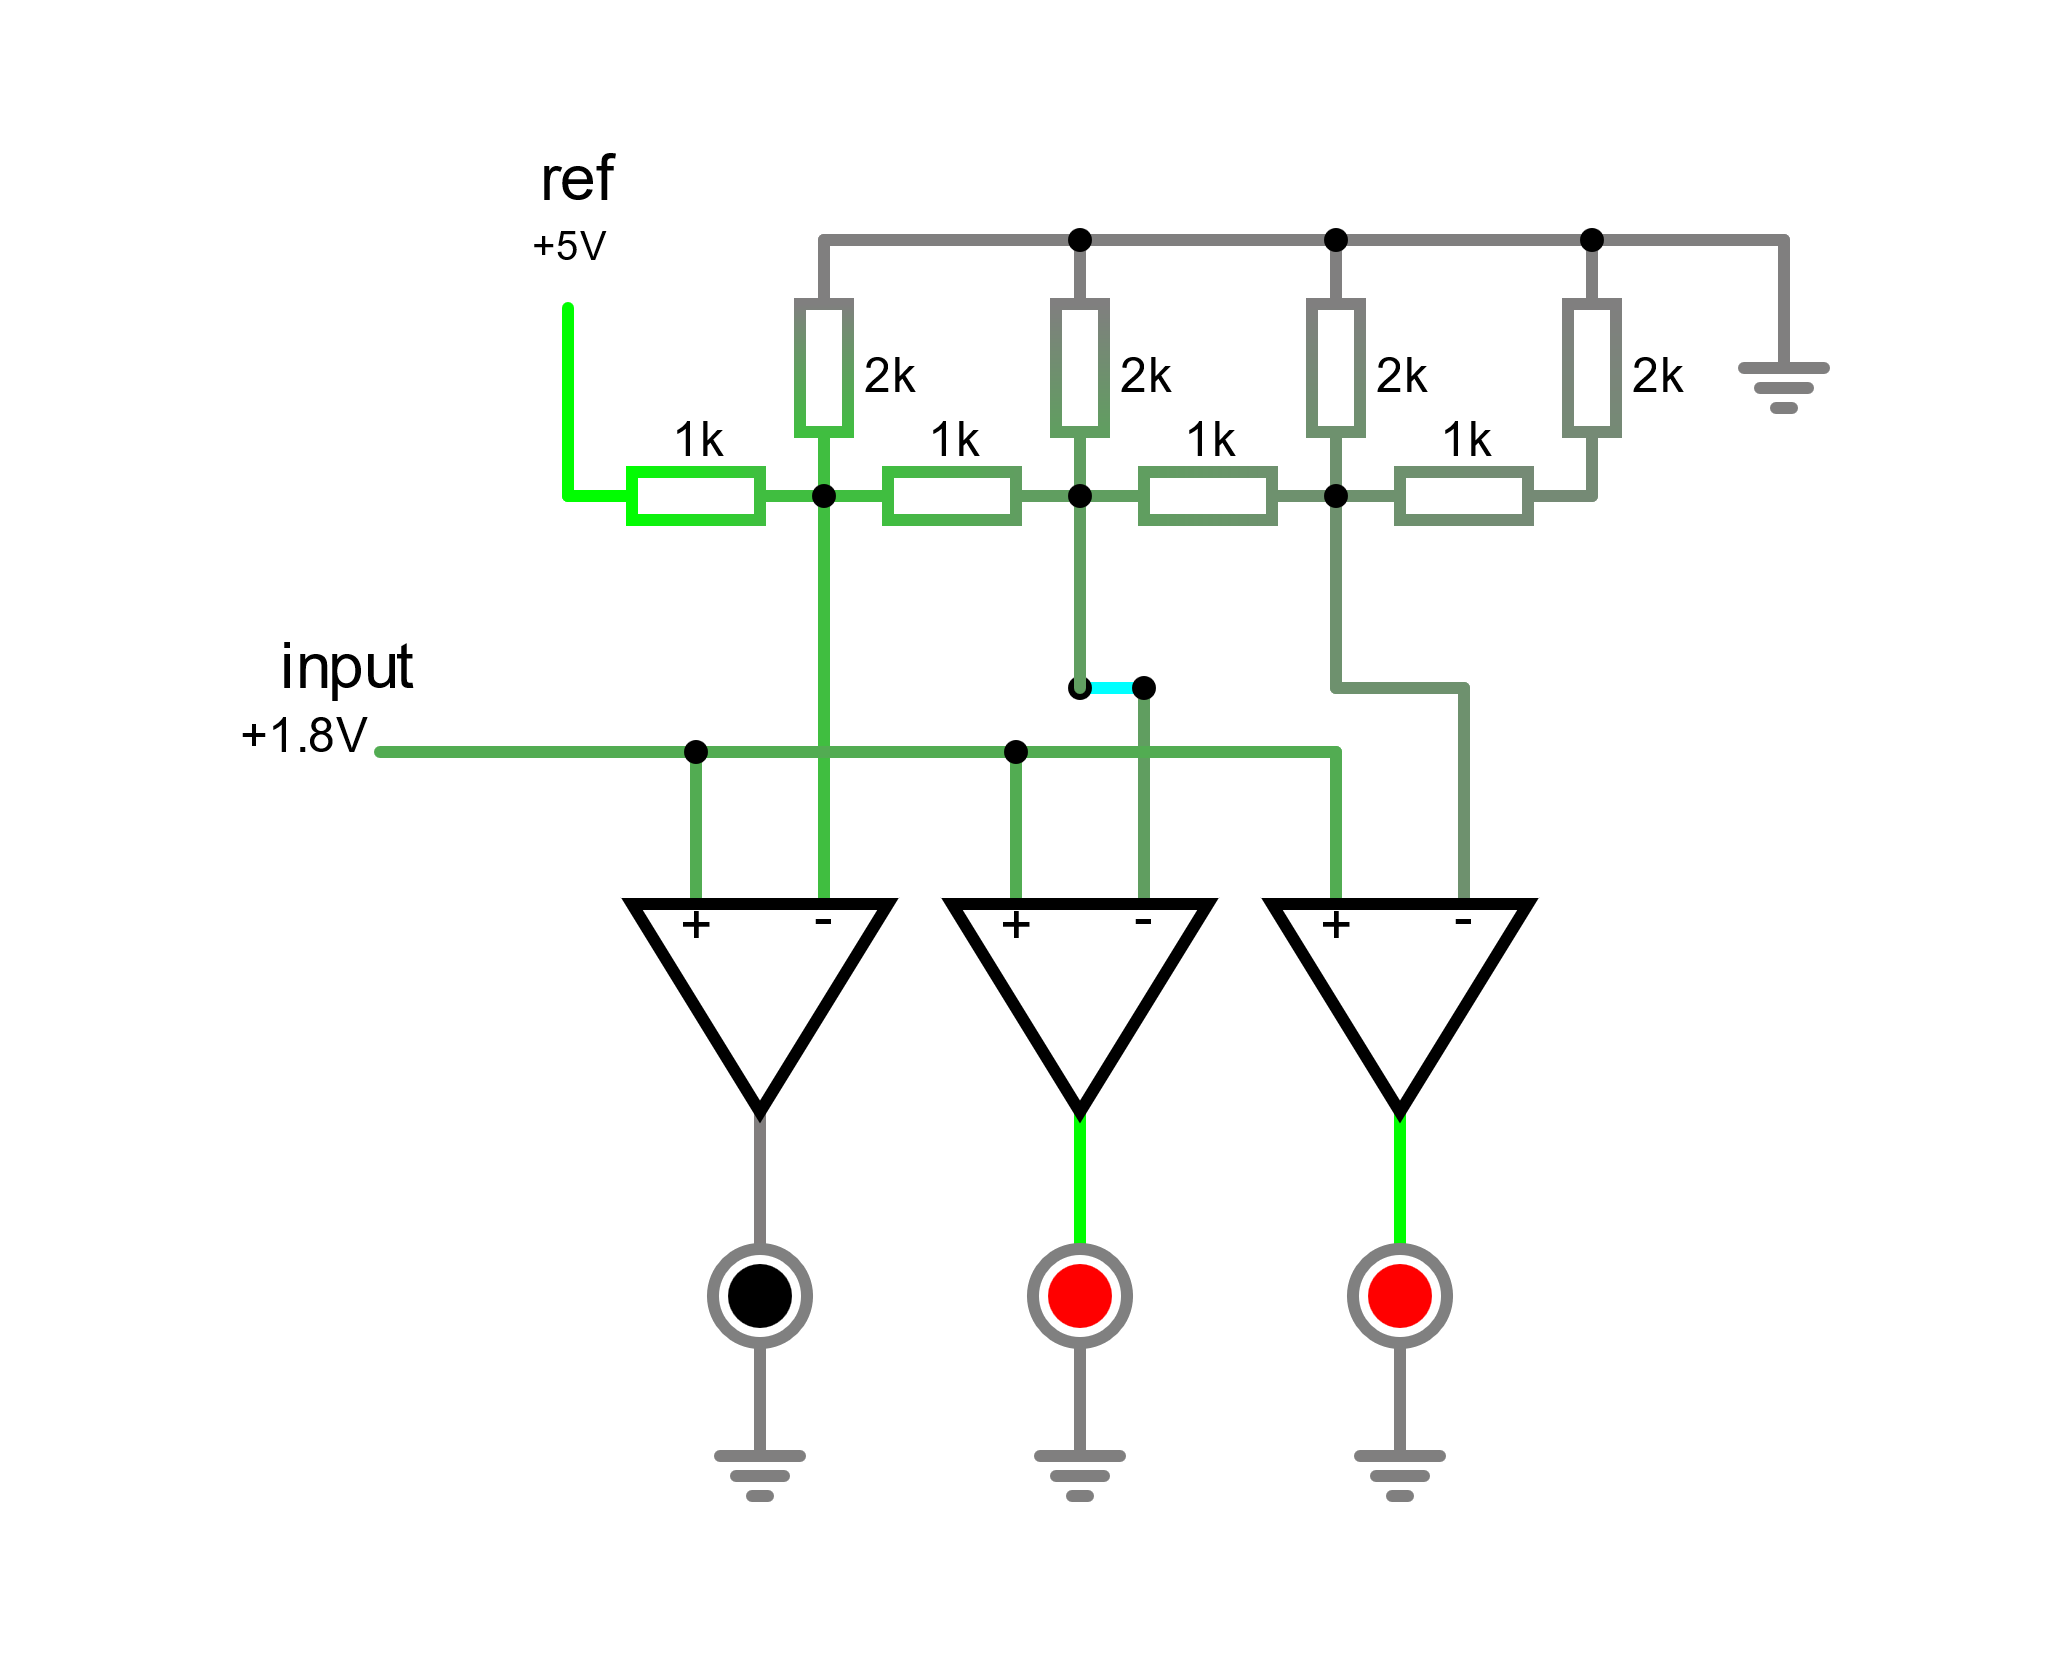 ref
+5V
2k
2k
2k
2k
1k
1k
1k
1k
input
+1.8V
+
-
+
-
+
-